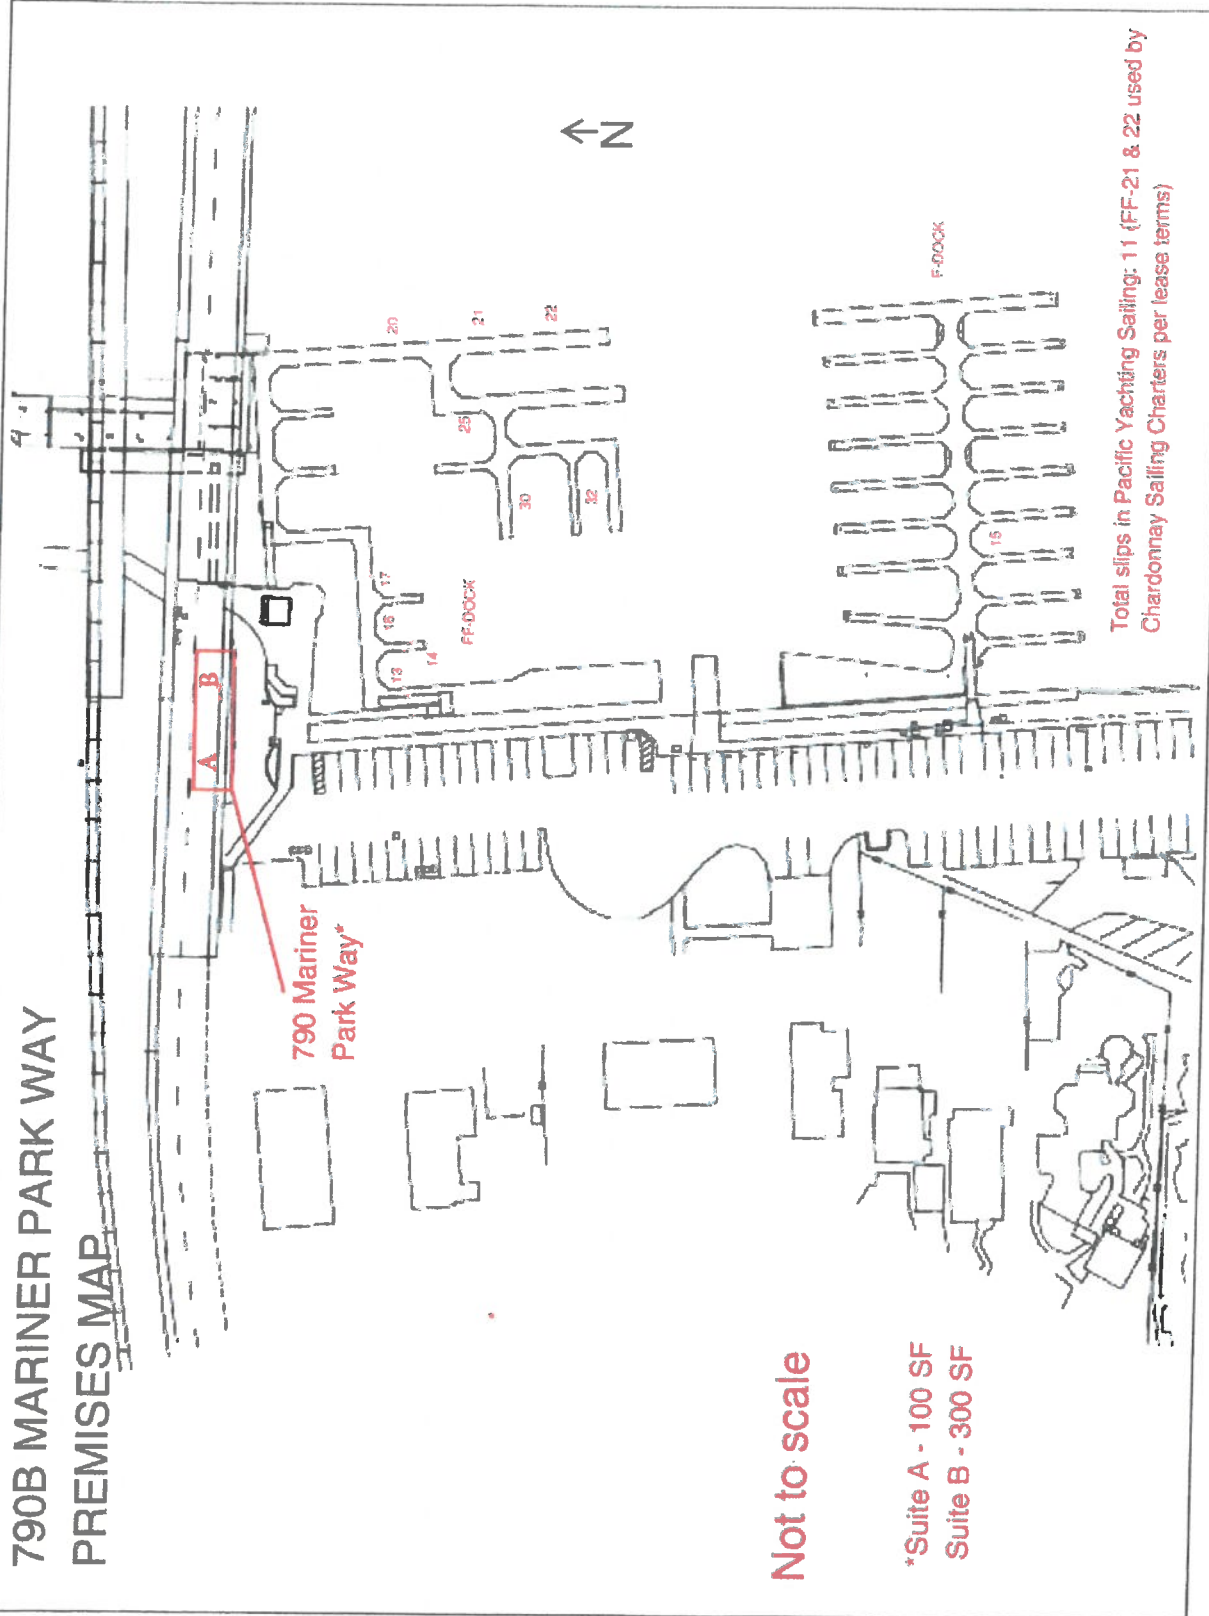 790B MARINER PARK WAY
PREMISES MAP
A
B
790 Mariner
Park Way*
N
13
14
16
17
FF-DOCK
20
21
22
25
30
32
F-DOCK
15
Total slips in Pacific Yachting Sailing: 11 (FF-21 & 22 used by
Chardonnay Sailing Charters per lease terms)
Not to scale
*Suite A - 100 SF
Suite B - 300 SF